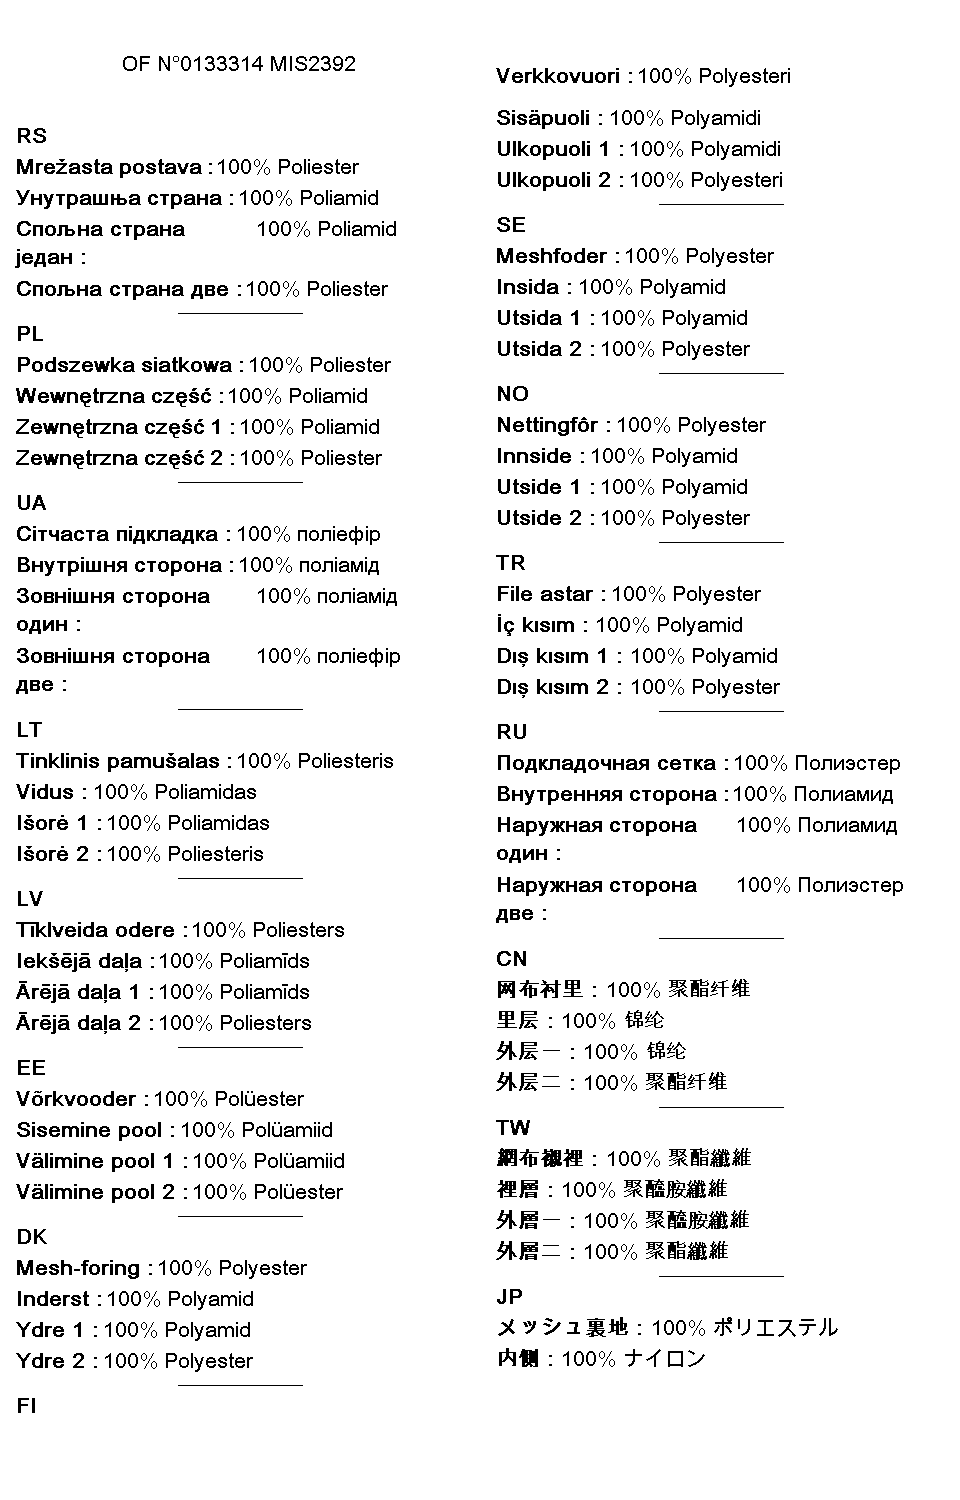 OF N°0133314 MIS2392
RS
Mrežasta postava : 100% Poliester
Унутрашња страна : 100% Poliamid
Спољна страна 100% Poliamid
један :
Спољна страна две : 100% Poliester
PL
Podszewka siatkowa : 100% Poliester
Wewnętrzna część : 100% Poliamid
Zewnętrzna część 1 : 100% Poliamid
Zewnętrzna część 2 : 100% Poliester
UA
Сітчаста підкладка : 100% поліефір
Внутрішня сторона : 100% поліамід
Зовнішня сторона 100% поліамід
один :
Зовнішня сторона 100% поліефір
две :
LT
Tinklinis pamušalas : 100% Poliesteris
Vidus : 100% Poliamidas
Išorė 1 : 100% Poliamidas
Išorė 2 : 100% Poliesteris
LV
Tīklveida odere : 100% Poliesters
Iekšējā daļa : 100% Poliamīds
Ārējā daļa 1 : 100% Poliamīds
Ārējā daļa 2 : 100% Poliesters
EE
Võrkvooder : 100% Polüester
Sisemine pool : 100% Polüamiid
Välimine pool 1 : 100% Polüamiid
Välimine pool 2 : 100% Polüester
DK
Mesh-foring : 100% Polyester
Inderst : 100% Polyamid
Ydre 1 : 100% Polyamid
Ydre 2 : 100% Polyester
FI
Verkkovuori : 100% Polyesteri
Sisäpuoli : 100% Polyamidi
Ulkopuoli 1 : 100% Polyamidi
Ulkopuoli 2 : 100% Polyesteri
SE
Meshfoder : 100% Polyester
Insida : 100% Polyamid
Utsida 1 : 100% Polyamid
Utsida 2 : 100% Polyester
NO
Nettingfôr : 100% Polyester
Innside : 100% Polyamid
Utside 1 : 100% Polyamid
Utside 2 : 100% Polyester
TR
File astar : 100% Polyester
İç kısım : 100% Polyamid
Dış kısım 1 : 100% Polyamid
Dış kısım 2 : 100% Polyester
RU
Подкладочная сетка : 100% Полиэстер
Внутренняя сторона : 100% Полиамид
Наружная сторона 100% Полиамид
один :
Наружная сторона 100% Полиэстер
две :
CN
网布衬里 : 100% 聚酯纤维
里层 : 100% 锦纶
外层一 : 100% 锦纶
外层二 : 100% 聚酯纤维
TW
網布襯裡 : 100% 聚酯纖維
裡層 : 100% 聚醯胺纖維
外層一 : 100% 聚醯胺纖維
外層二 : 100% 聚酯纖維
JP
メッシュ裏地 : 100% ポリエステル
内側 : 100% ナイロン